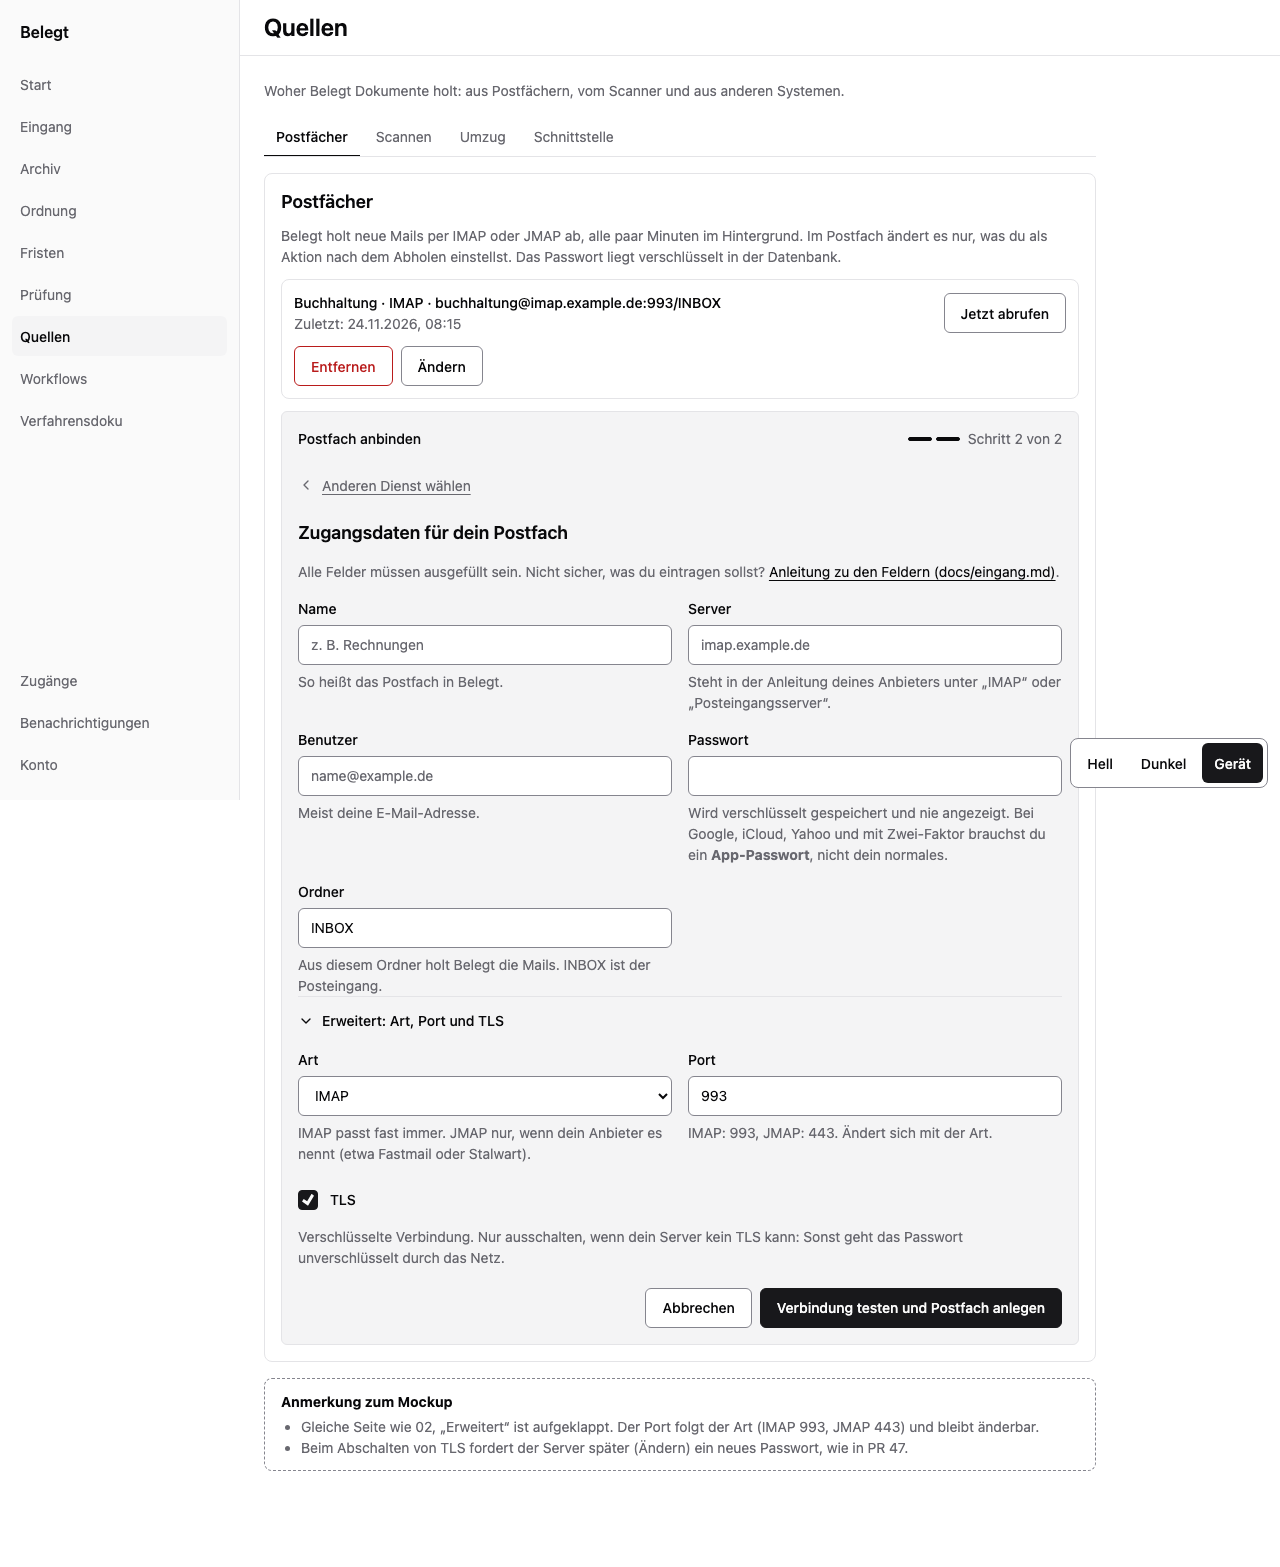 Belegt
Start
Eingang
Archiv
Ordnung
Fristen
Prüfung
Quellen
Workflows
Verfahrensdoku
Zugänge
Benachrichtigungen
Konto
Quellen
Woher Belegt Dokumente holt: aus Postfächern, vom Scanner und aus anderen Systemen.
Postfächer Scannen Umzug Schnittstelle
Postfächer
Belegt holt neue Mails per IMAP oder JMAP ab, alle paar Minuten im Hintergrund. Im Postfach ändert es nur, was du als
Aktion nach dem Abholen einstellst. Das Passwort liegt verschlüsselt in der Datenbank.
Buchhaltung · IMAP · buchhaltung@imap.example.de:993/INBOX
Zuletzt: 24.11.2026, 08:15
Jetzt abrufen
Entfernen Ändern
Postfach anbinden
Schritt 2 von 2
Anderen Dienst wählen
Zugangsdaten für dein Postfach
Alle Felder müssen ausgefüllt sein. Nicht sicher, was du eintragen sollst? Anleitung zu den Feldern (docs/eingang.md).
Name
z. B. Rechnungen
So heißt das Postfach in Belegt.
Server
imap.example.de
Steht in der Anleitung deines Anbieters unter „IMAP“ oder
„Posteingangsserver“.
Benutzer
name@example.de
Meist deine E-Mail-Adresse.
Passwort
Wird verschlüsselt gespeichert und nie angezeigt. Bei
Google, iCloud, Yahoo und mit Zwei-Faktor brauchst du
ein App-Passwort, nicht dein normales.
Hell Dunkel Gerät
Ordner
INBOX
Aus diesem Ordner holt Belegt die Mails. INBOX ist der
Posteingang.
Erweitert: Art, Port und TLS
Art
IMAP
IMAP passt fast immer. JMAP nur, wenn dein Anbieter es
nennt (etwa Fastmail oder Stalwart).
Port
993
IMAP: 993, JMAP: 443. Ändert sich mit der Art.
TLS
Verschlüsselte Verbindung. Nur ausschalten, wenn dein Server kein TLS kann: Sonst geht das Passwort
unverschlüsselt durch das Netz.
Abbrechen Verbindung testen und Postfach anlegen
Anmerkung zum Mockup
• Gleiche Seite wie 02, „Erweitert“ ist aufgeklappt. Der Port folgt der Art (IMAP 993, JMAP 443) und bleibt änderbar.
• Beim Abschalten von TLS fordert der Server später (Ändern) ein neues Passwort, wie in PR 47.